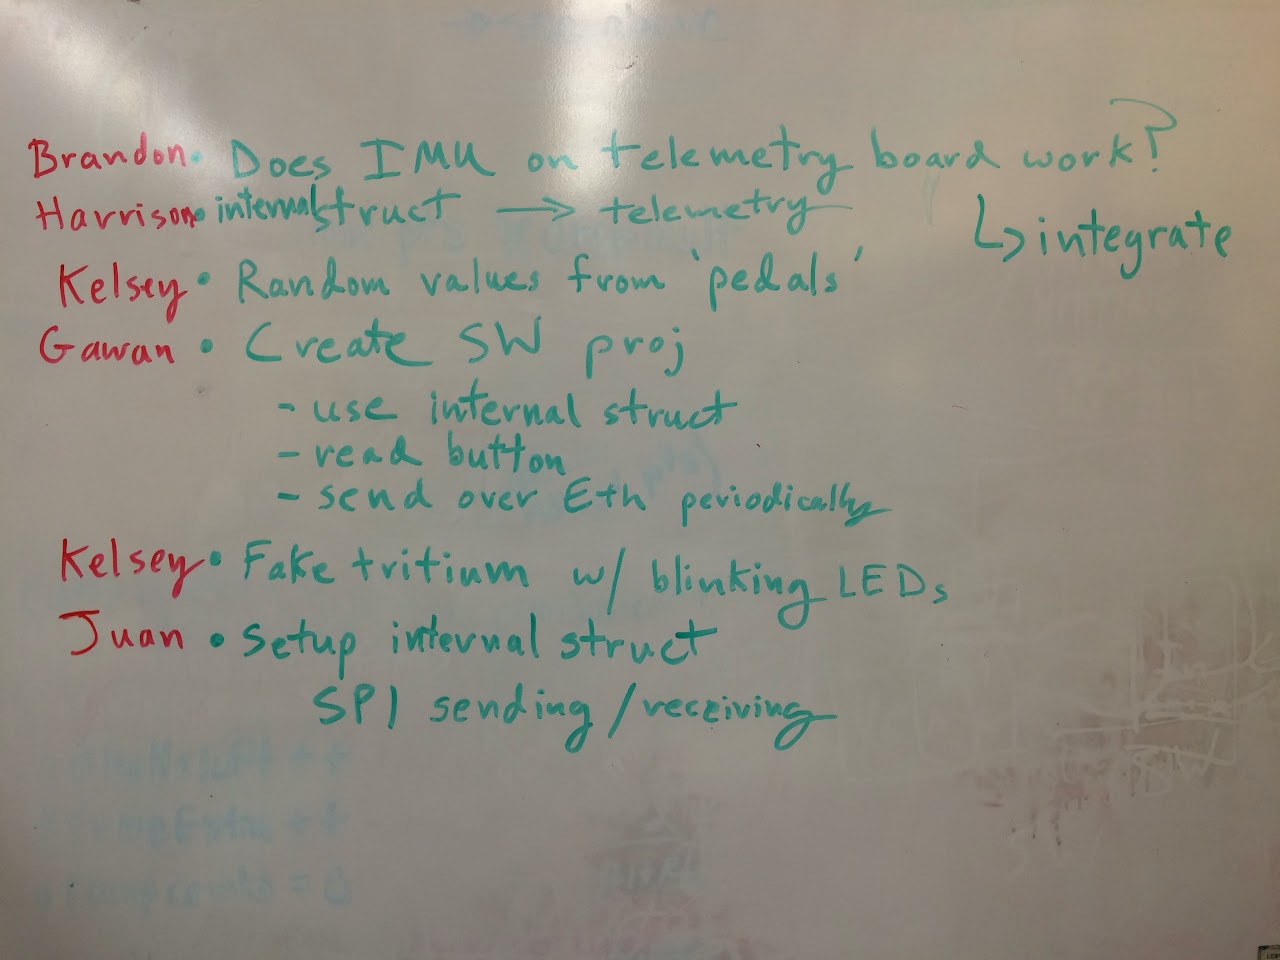 Brandon • Does IMU on telemetry board work?
Harrison • internal struct → telemetry
↳ integrate
Kelsey • Random values from 'pedals'
Gawan • Create SW proj
- use internal struct
- read button
- send over Eth periodically
Kelsey • Fake tritium w/ blinking LEDs
Juan • Setup internal struct
SPI sending/receiving